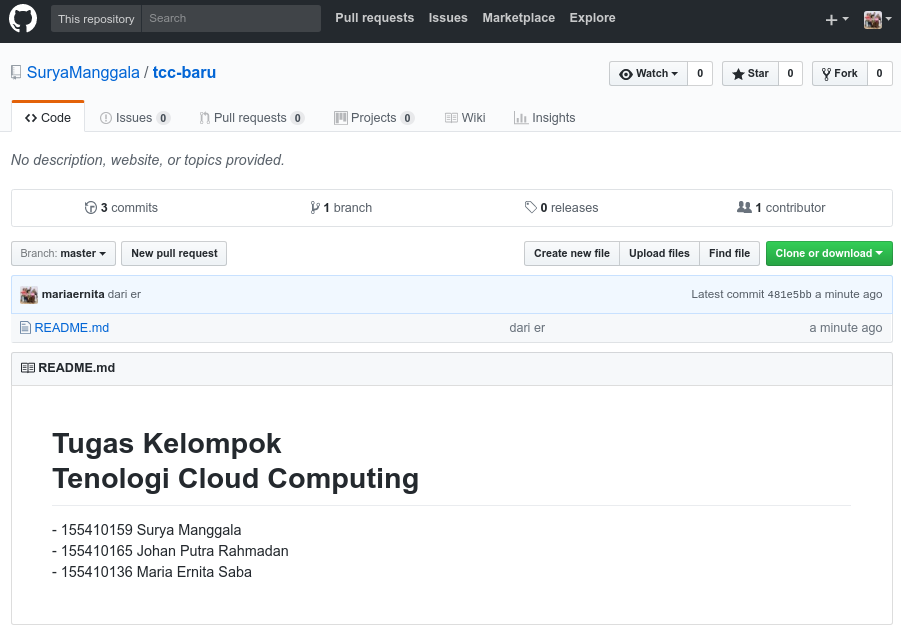 This repository Search Pull requests Issues Marketplace Explore
SuryaManggala / tcc-baru Watch 0 Star 0 Fork 0
Code Issues 0 Pull requests 0 Projects 0 Wiki Insights
No description, website, or topics provided.
3 commits 1 branch 0 releases 1 contributor
Branch: master New pull request Create new file Upload files Find file Clone or download
mariaernita dari er Latest commit 481e5bb a minute ago
README.md dari er a minute ago
README.md
Tugas Kelompok
Tenologi Cloud Computing
- 155410159 Surya Manggala
- 155410165 Johan Putra Rahmadan
- 155410136 Maria Ernita Saba